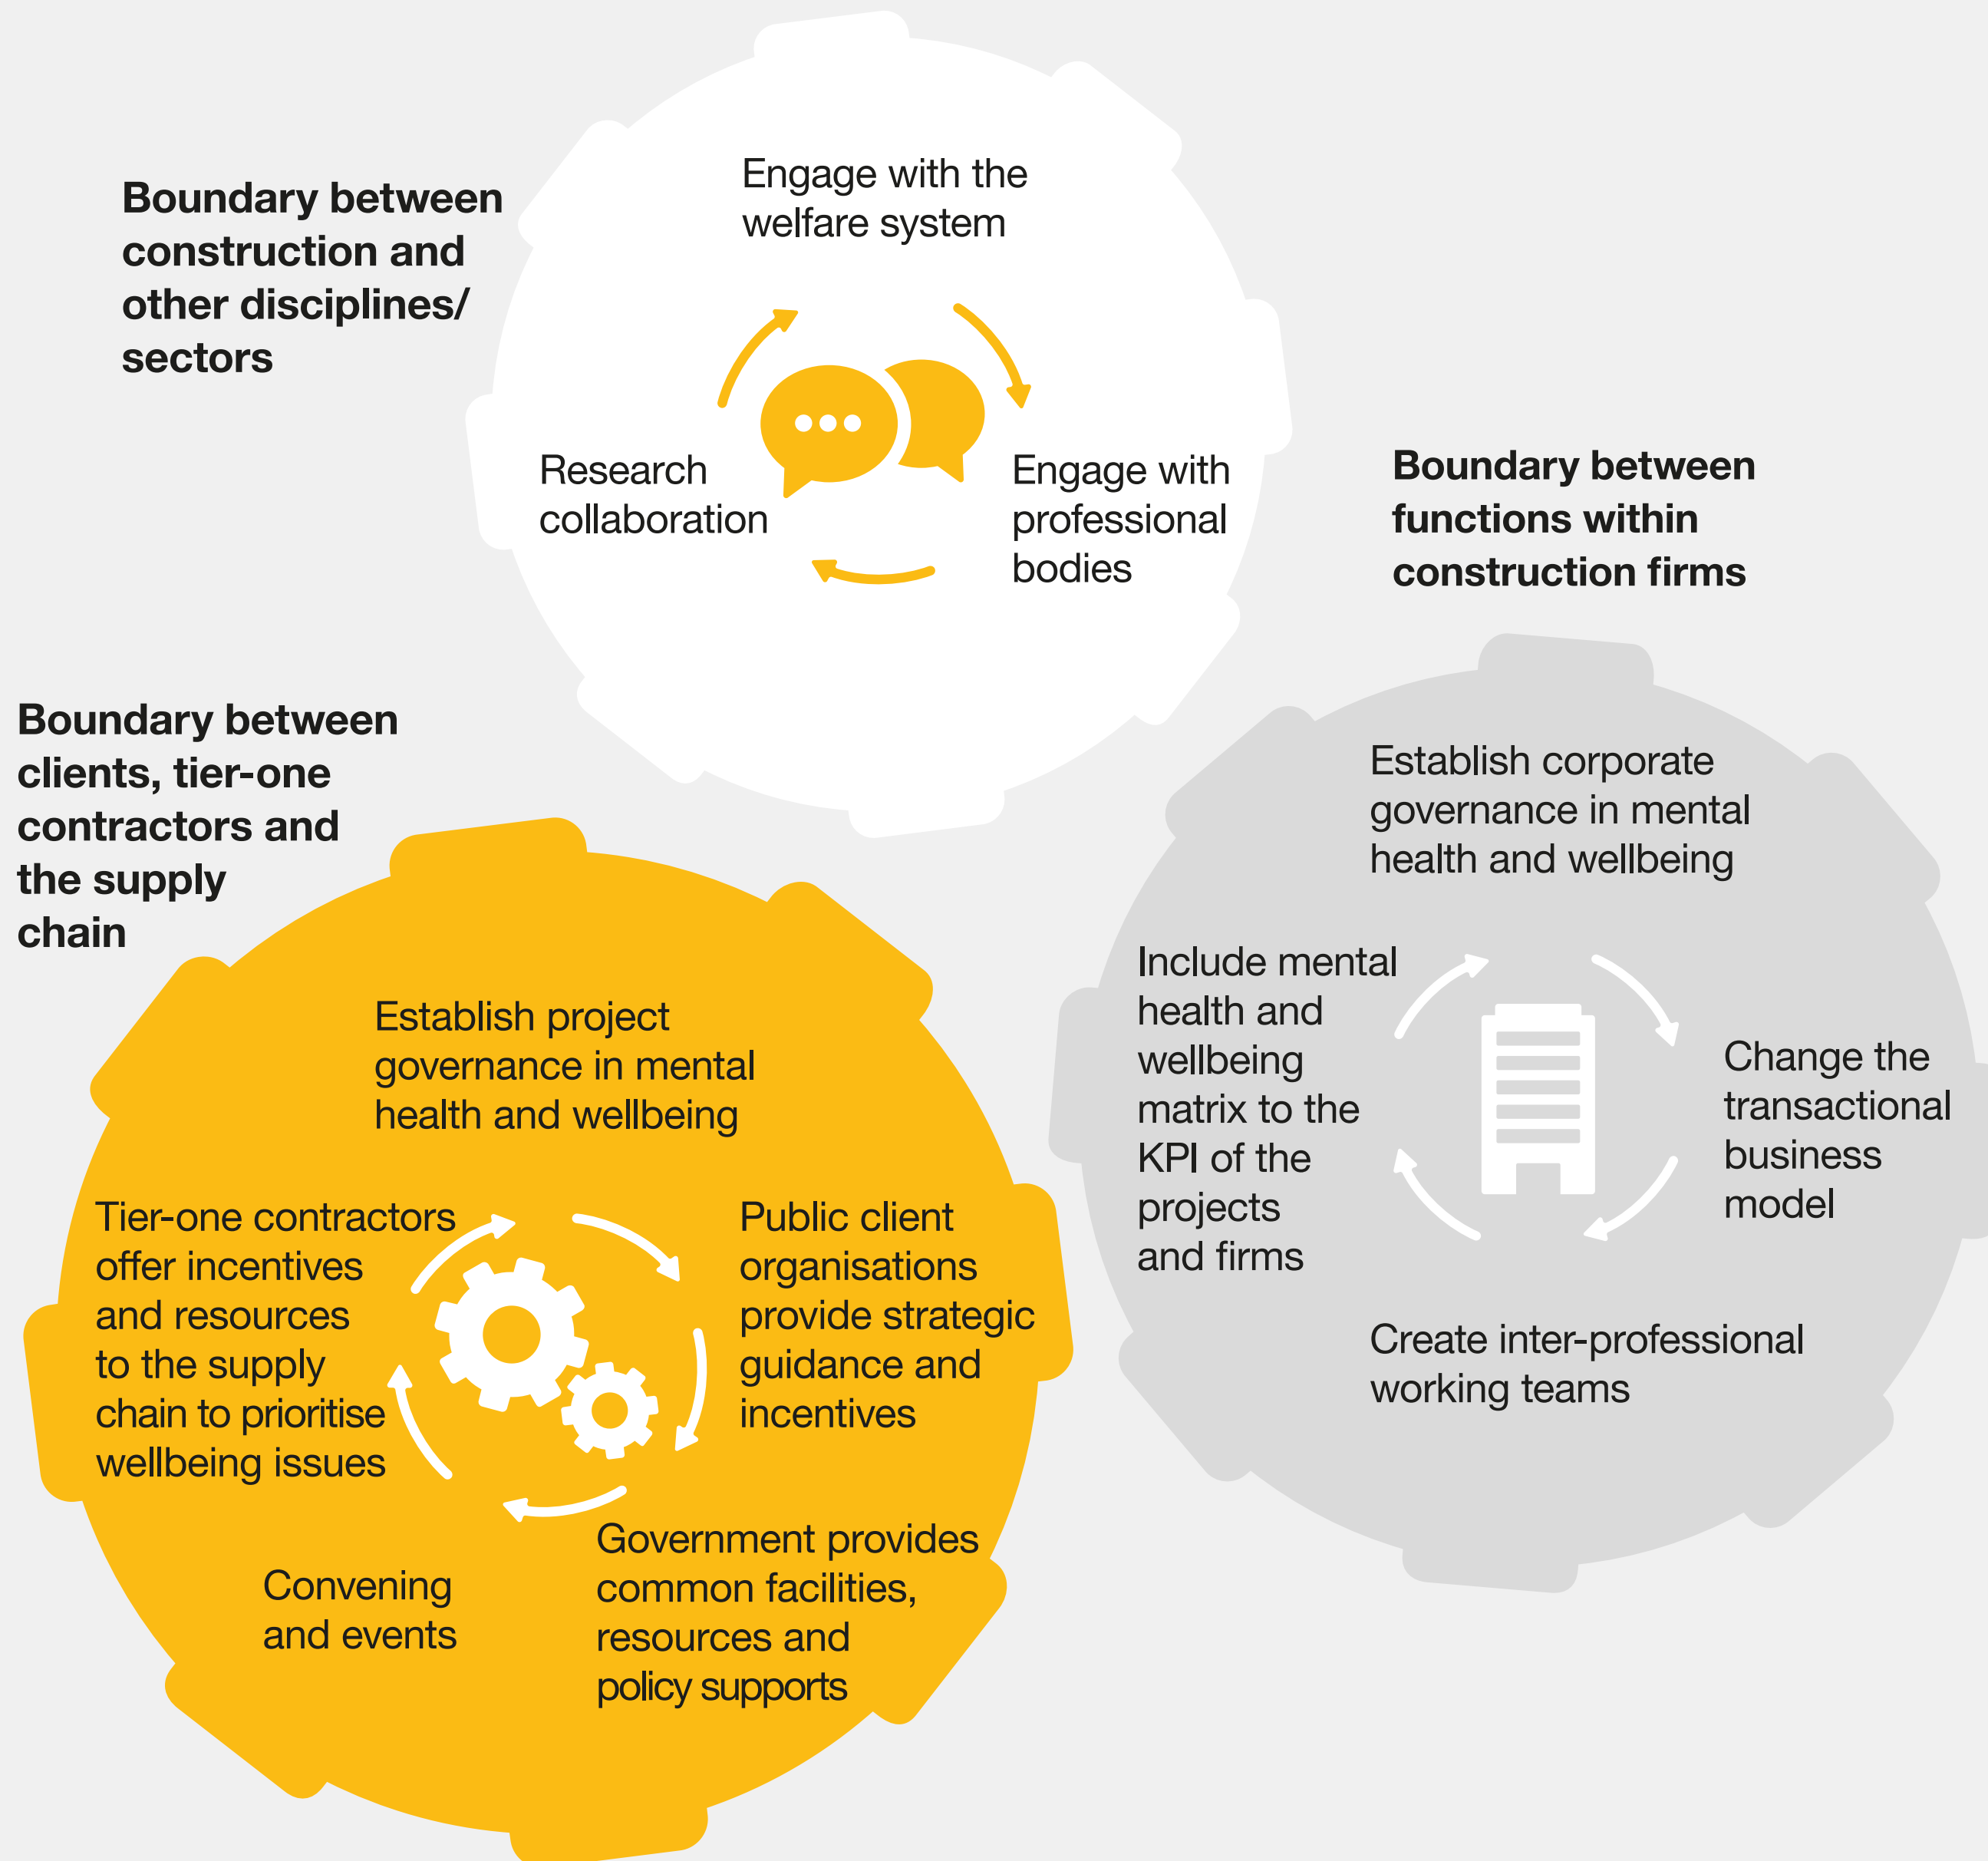 Boundary between
construction and
other disciplines/
sectors
Engage with the
welfare system
Engage with
professional
bodies
Research
collaboration
Boundary between
functions within
construction firms
Establish corporate
governance in mental
health and wellbeing
Change the
transactional
business
model
Create inter-professional
working teams
Include mental
health and
wellbeing
matrix to the
KPI of the
projects
and firms
Boundary between
clients, tier-one
contractors and
the supply
chain
Establish project
governance in mental
health and wellbeing
Public client
organisations
provide strategic
guidance and
incentives
Government provides
common facilities,
resources and
policy supports
Convening
and events
Tier-one contractors
offer incentives
and resources
to the supply
chain to prioritise
wellbeing issues